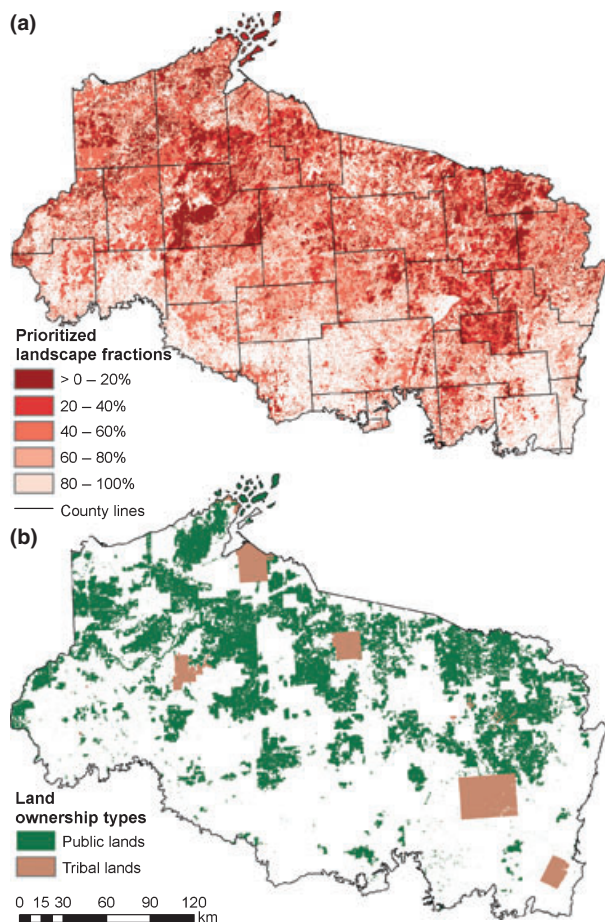 (a)
Prioritized
landscape fractions
> 0 – 20%
20 – 40%
40 – 60%
60 – 80%
80 – 100%
County lines
(b)
Land
ownership types
Public lands
Tribal lands
0 15 30 60 90 120
km